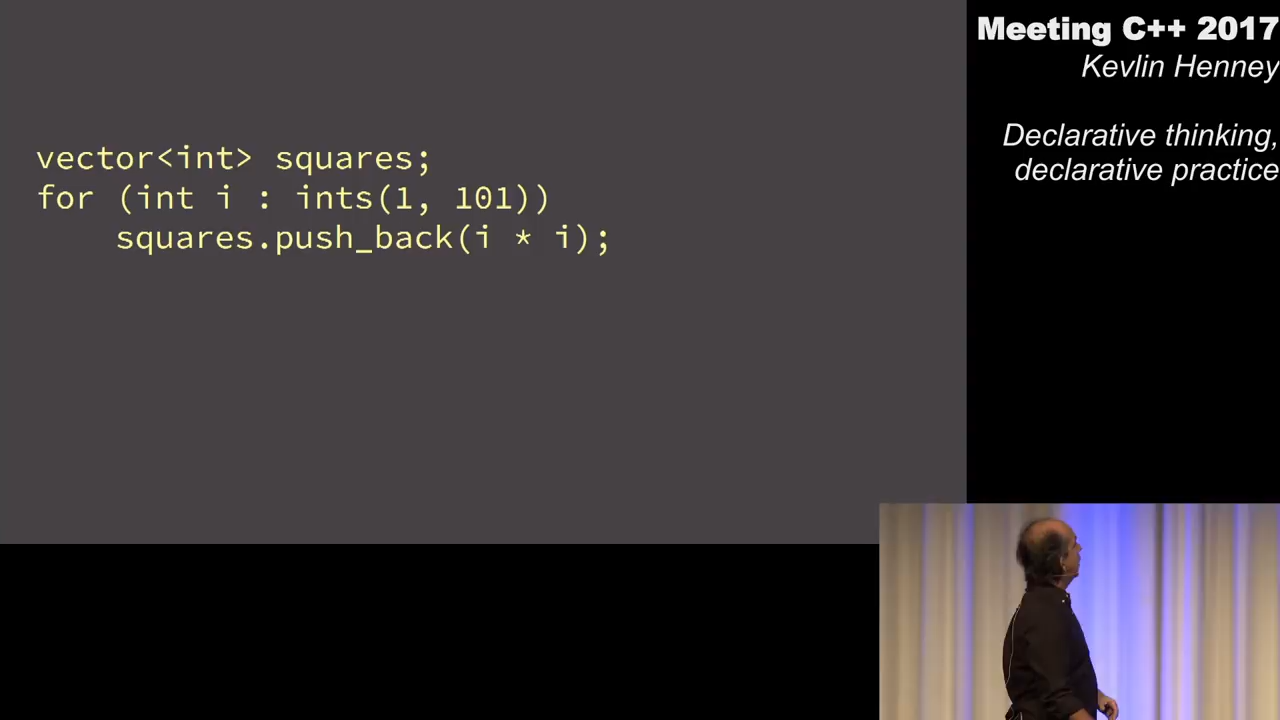 Meeting C++ 2017
Kevlin Henney
Declarative thinking,
declarative practice
vector<int> squares;
for (int i : ints(1, 101))
    squares.push_back(i * i);